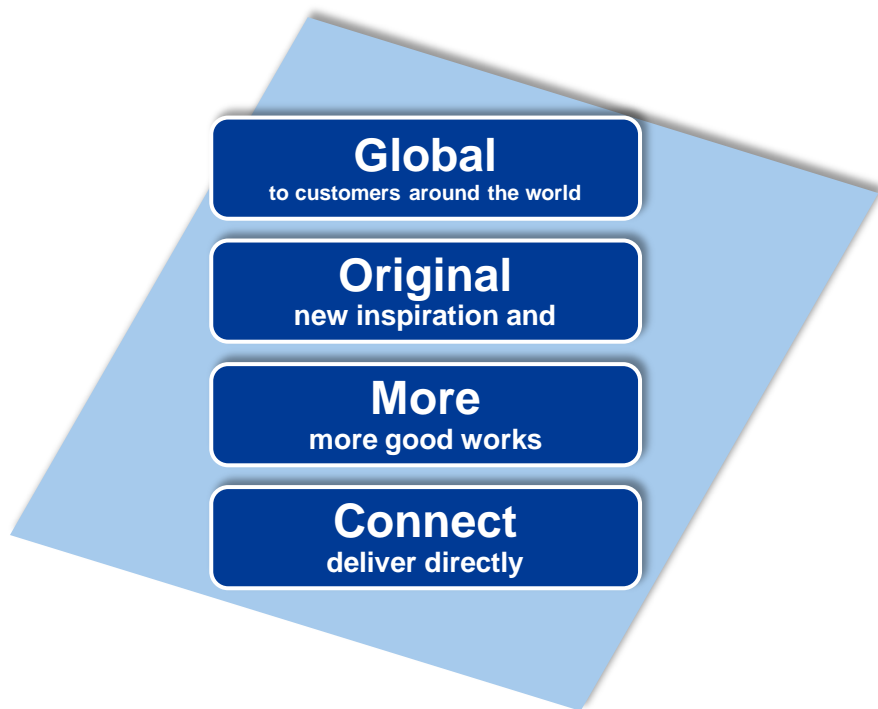 Global
to customers around the world
Original
new inspiration and
More
more good works
Connect
deliver directly